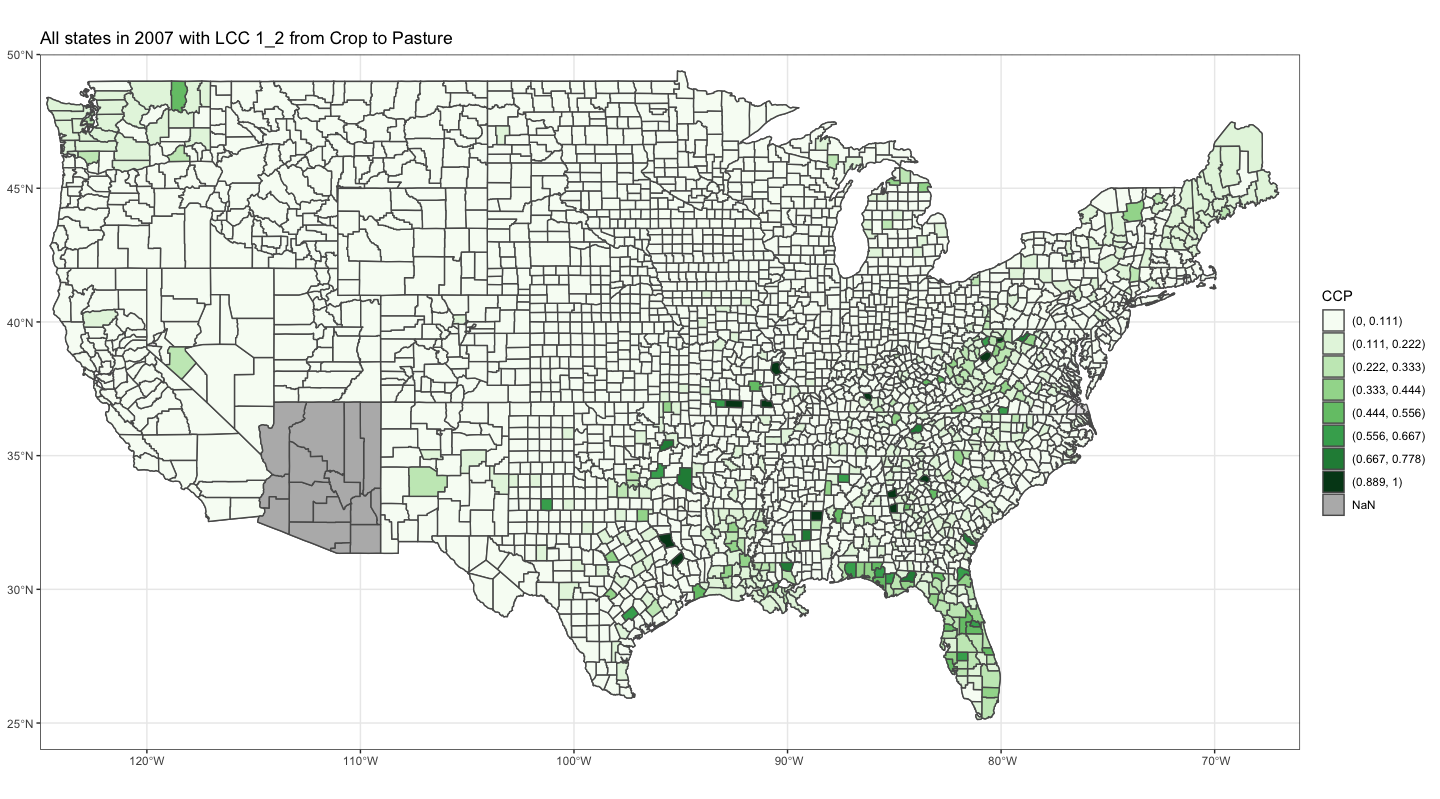 All states in 2007 with LCC 1_2 from Crop to Pasture
50°N
45°N
40°N
35°N
30°N
25°N
120°W
110°W
100°W
90°W
80°W
70°W
CCP
(0, 0.111)
(0.111, 0.222)
(0.222, 0.333)
(0.333, 0.444)
(0.444, 0.556)
(0.556, 0.667)
(0.667, 0.778)
(0.889, 1)
NaN